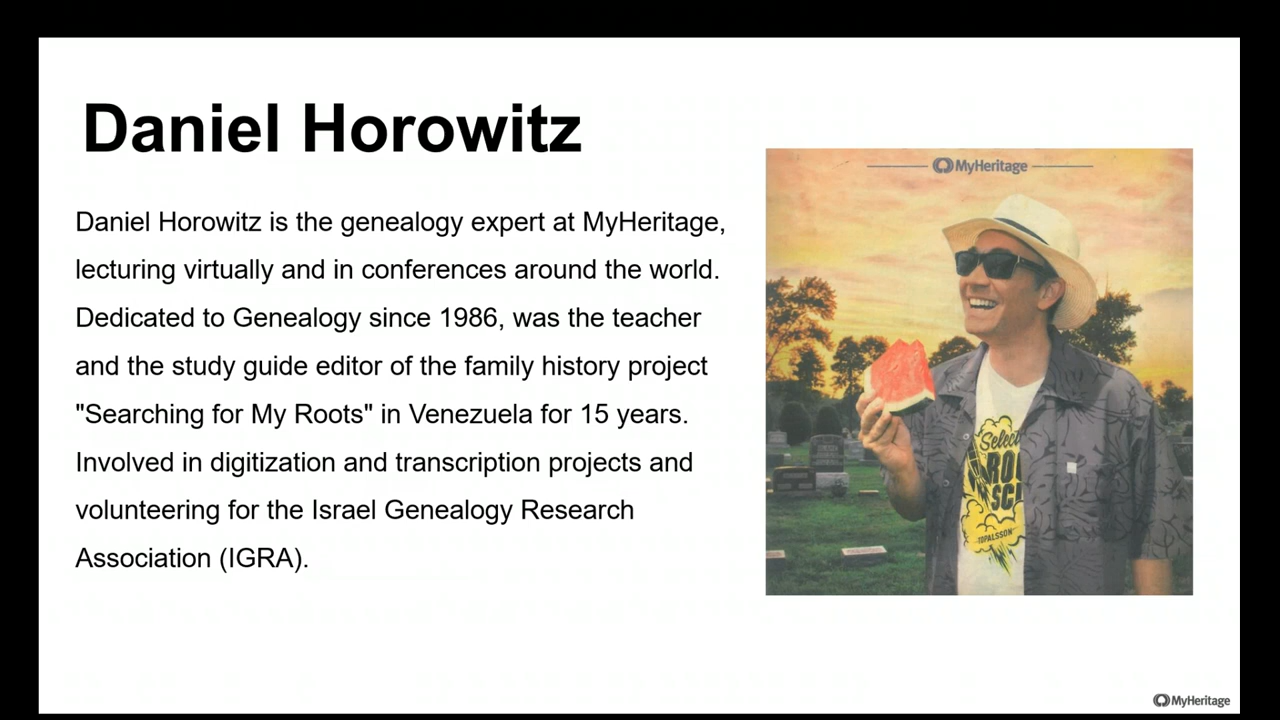 Daniel Horowitz
Daniel Horowitz is the genealogy expert at MyHeritage,
lecturing virtually and in conferences around the world.
Dedicated to Genealogy since 1986, was the teacher
and the study guide editor of the family history project
"Searching for My Roots" in Venezuela for 15 years.
Involved in digitization and transcription projects and
volunteering for the Israel Genealogy Research
Association (IGRA).
MyHeritage
Select
TOPALSSON
MyHeritage